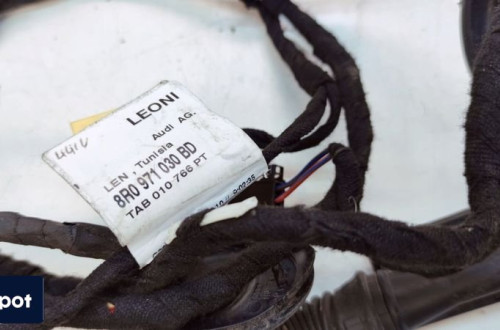 LEONI
Audi AG.
LEN , Tunisia
8R0 971 030 BD
TAB 010 766 PT
pot